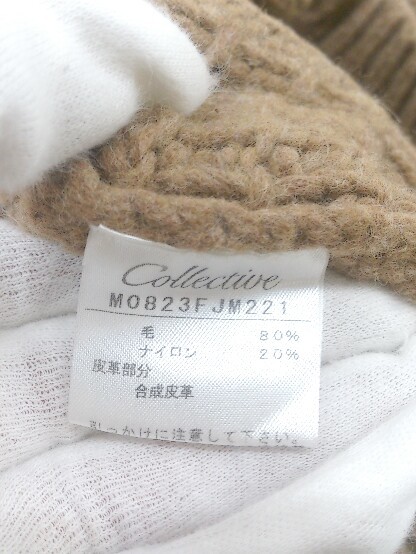 Collective
M0823FJM221
毛 80%
ナイロン 20%
皮革部分
合成皮革
引っかけに注意して下さい。